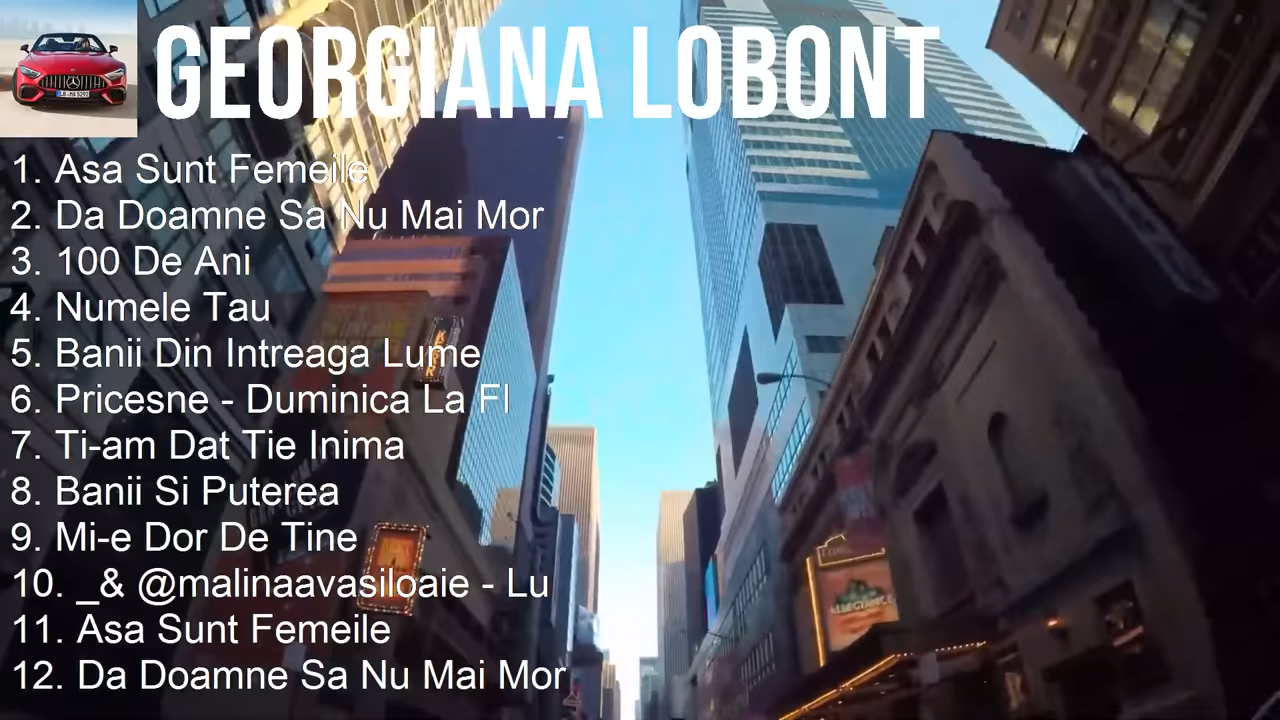 GEORGIANA LOBONT
1. Asa Sunt Femeile
2. Da Doamne Sa Nu Mai Mor
3. 100 De Ani
4. Numele Tau
5. Banii Din Intreaga Lume
6. Pricesne - Duminica La Fl
7. Ti-am Dat Tie Inima
8. Banii Si Puterea
9. Mi-e Dor De Tine
10. _& @malinaavasiloaie - Lu
11. Asa Sunt Femeile
12. Da Doamne Sa Nu Mai Mor
ALLEGIANCE